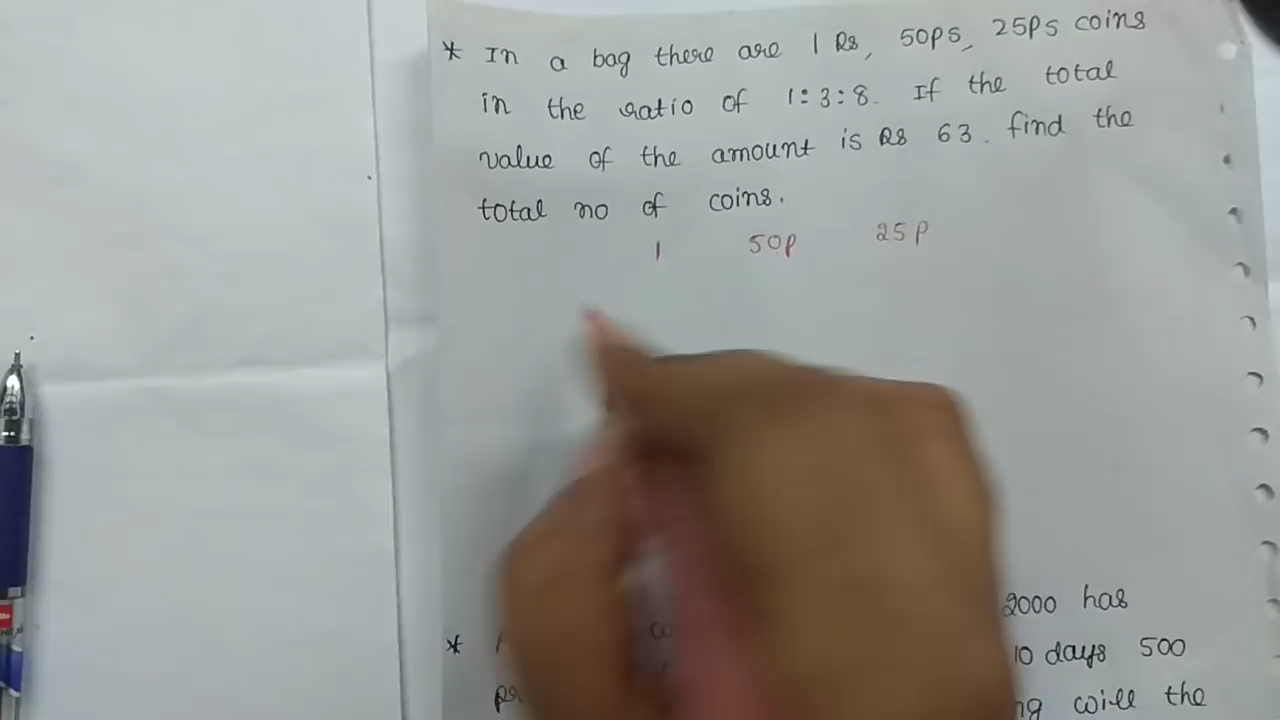 * In a bag there are 1 Rs, 50ps, 25Ps coins
in the ratio of 1:3:8. If the total
value of the amount is Rs 63. find the
total no of coins.
1 50p 25p
2000 has
* 10 days 500
will the